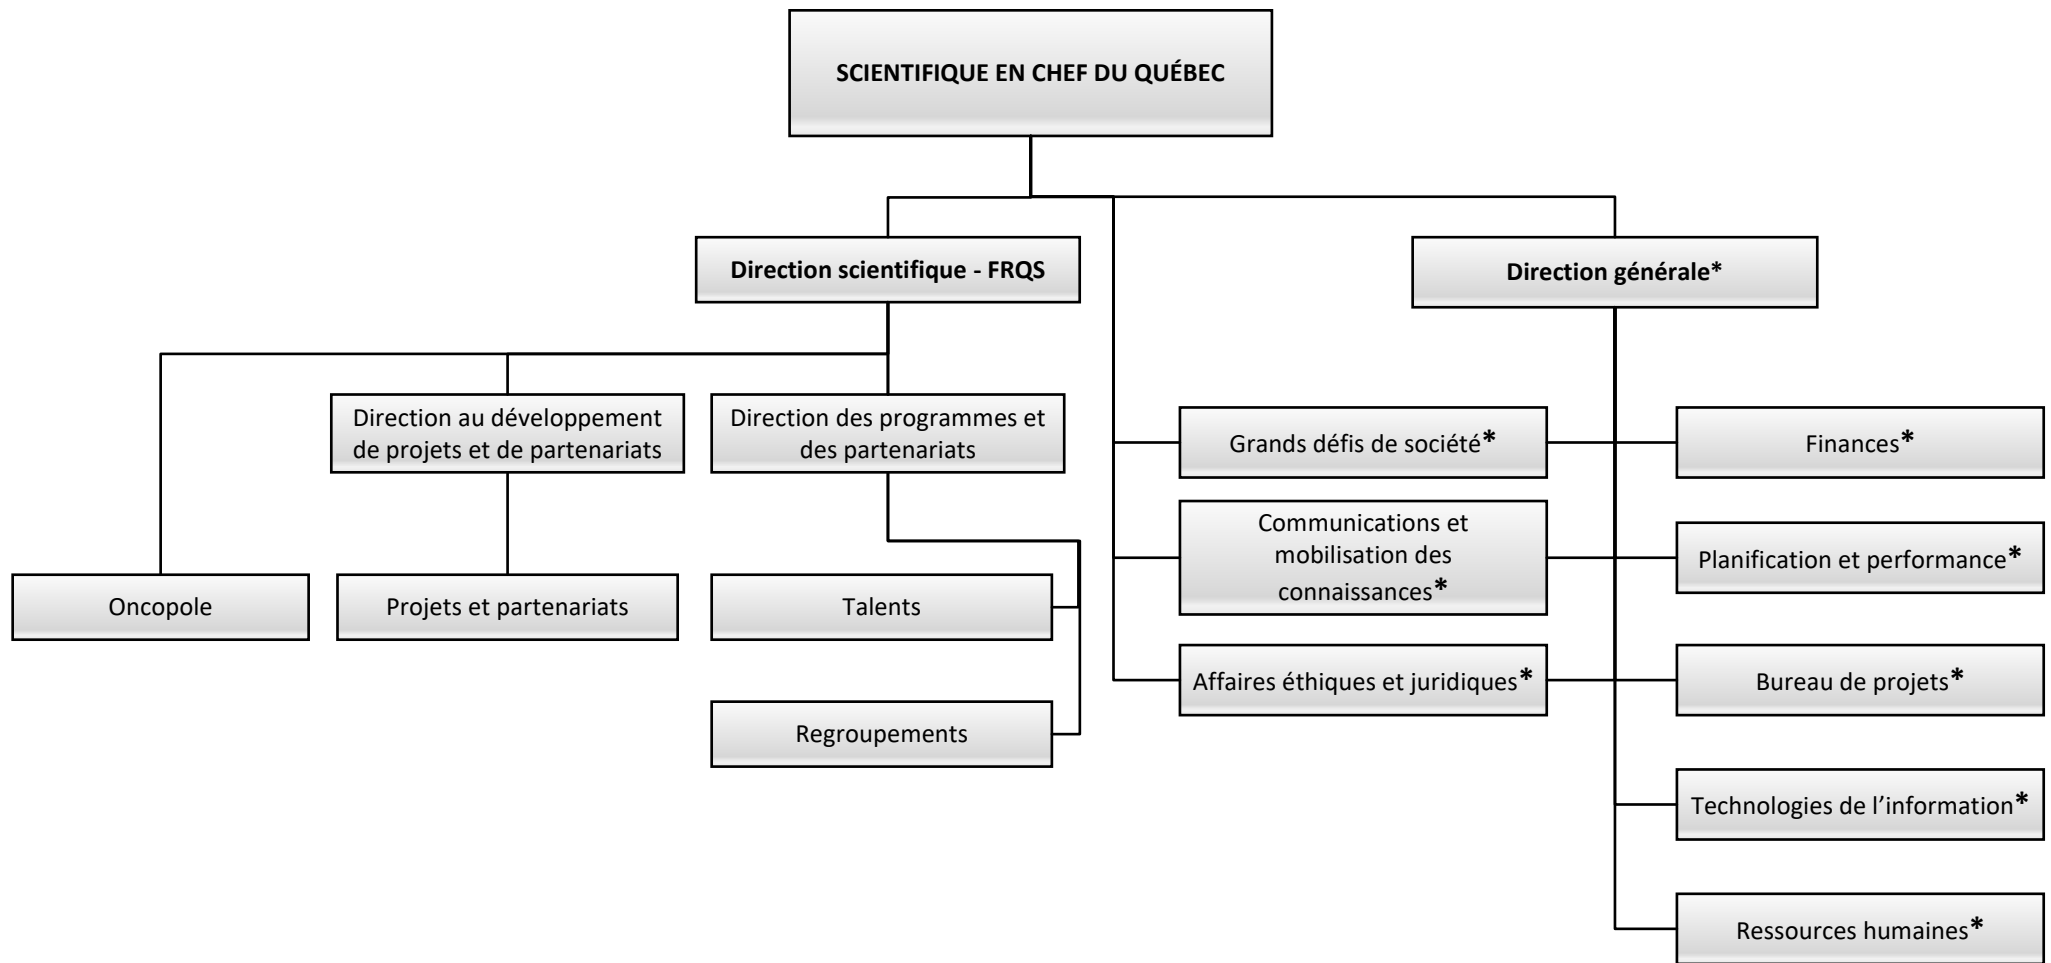 SCIENTIFIQUE EN CHEF DU QUÉBEC
Direction scientifique - FRQS
Direction générale*
Direction au développement
de projets et de partenariats
Direction des programmes et
des partenariats
Oncopole
Projets et partenariats
Talents
Regroupements
Grands défis de société*
Communications et
mobilisation des
connaissances*
Affaires éthiques et juridiques*
Finances*
Planification et performance*
Bureau de projets*
Technologies de l’information*
Ressources humaines*